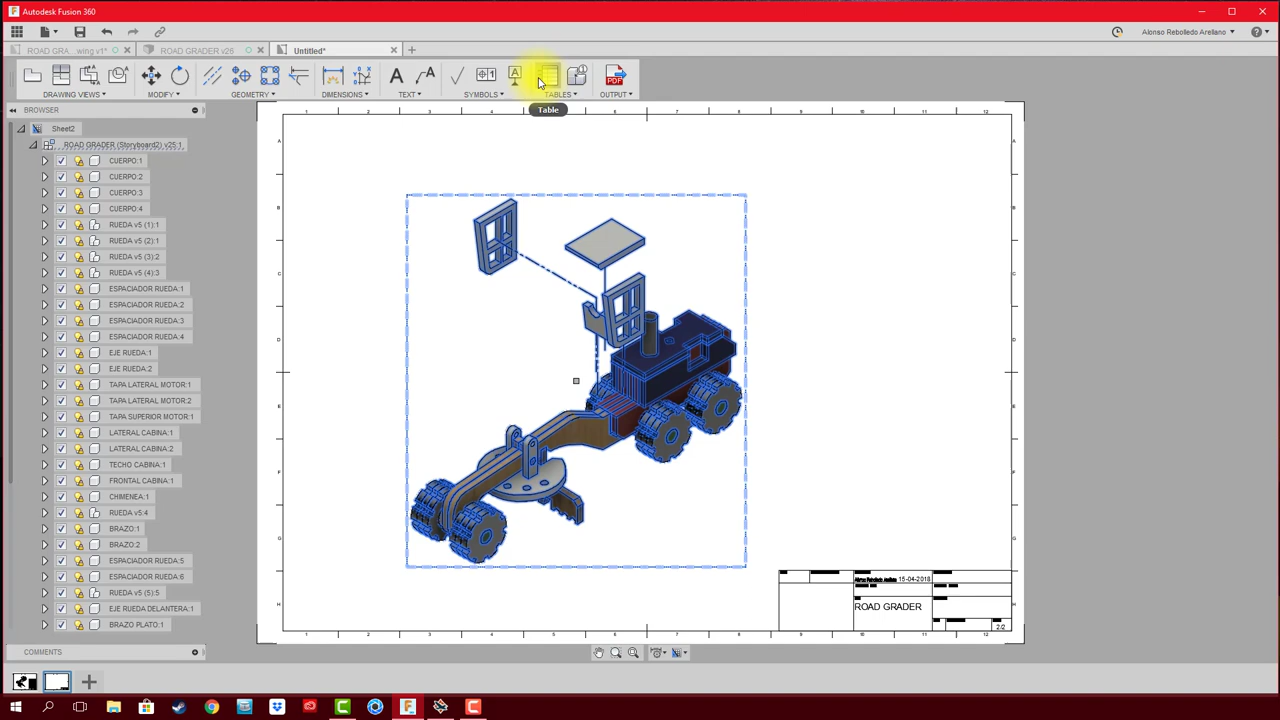 Autodesk Fusion 360
Alonso Rebolledo Arellano
ROAD GRA...wing v1*
ROAD GRADER v28
Untitled*
DRAWING VIEWS
MODIFY
GEOMETRY
DIMENSIONS
TEXT
SYMBOLS
TABLES
OUTPUT
PDF
Table
BROWSER
Sheet2
ROAD GRADER (Storyboard2) v25:1
CUERPO:1
CUERPO:2
CUERPO:3
CUERPO:4
RUEDA v5 (1):1
RUEDA v5 (2):1
RUEDA v5 (3):2
RUEDA v5 (4):3
ESPACIADOR RUEDA:1
ESPACIADOR RUEDA:2
ESPACIADOR RUEDA:3
ESPACIADOR RUEDA:4
EJE RUEDA:1
EJE RUEDA:2
TAPA LATERAL MOTOR:1
TAPA LATERAL MOTOR:2
TAPA SUPERIOR MOTOR:1
LATERAL CABINA:1
LATERAL CABINA:2
TECHO CABINA:1
FRONTAL CABINA:1
CHIMENEA:1
RUEDA v5:4
BRAZO:1
BRAZO:2
ESPACIADOR RUEDA:5
ESPACIADOR RUEDA:6
RUEDA v5 (5):5
EJE RUEDA DELANTERA:1
BRAZO PLATO:1
COMMENTS
Alonso Rebolledo Arellano 15-04-2018
ROAD GRADER
2/2